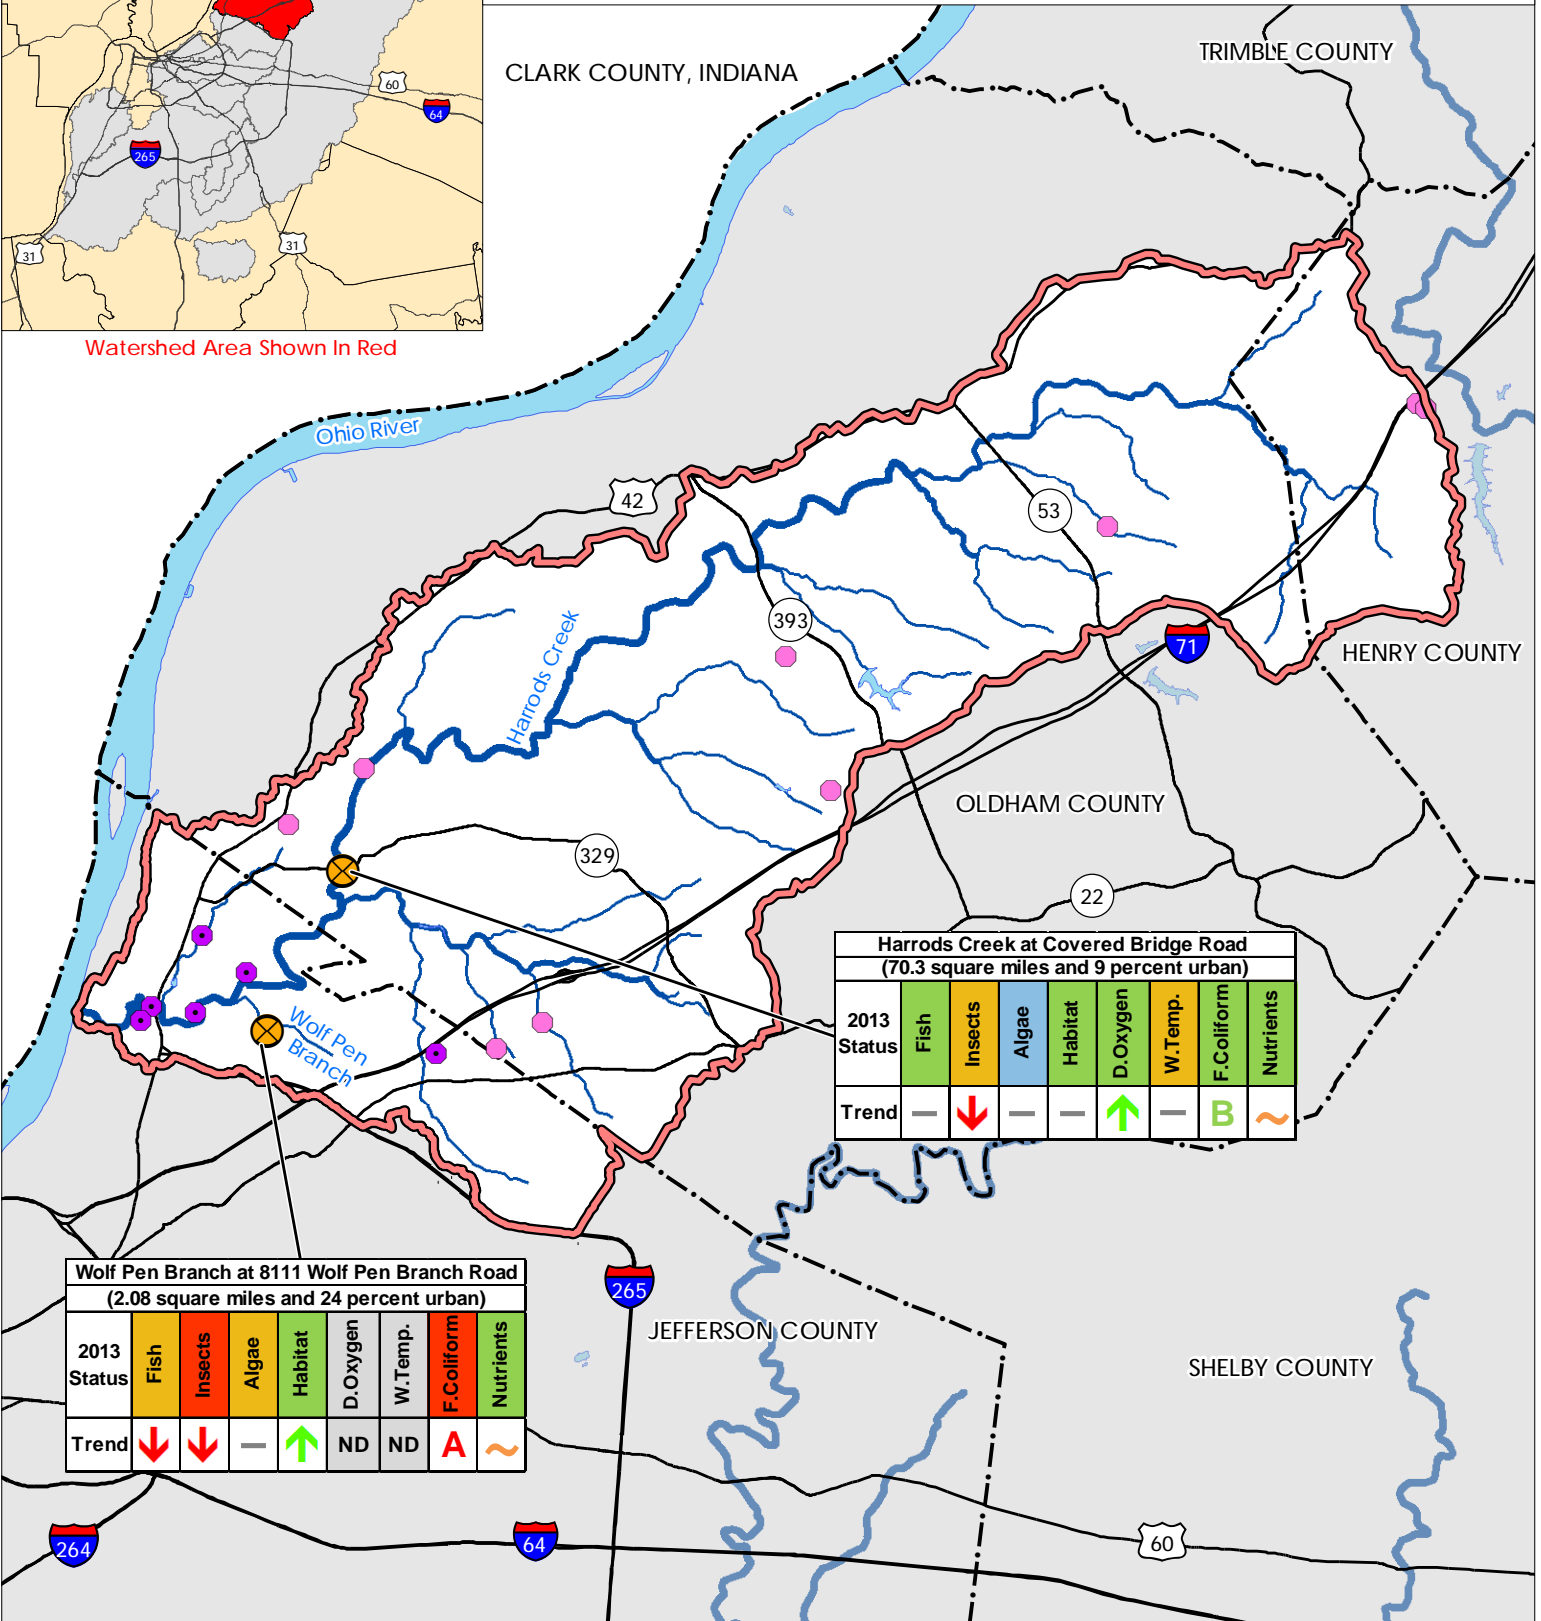 60
64
265
31
31
Watershed Area Shown In Red
CLARK COUNTY, INDIANA
TRIMBLE COUNTY
Ohio River
42
53
393
Harrods Creek
71
HENRY COUNTY
OLDHAM COUNTY
329
22
Harrods Creek at Covered Bridge Road
(70.3 square miles and 9 percent urban)
2013 Status Fish Insects Algae Habitat D.Oxygen W.Temp. F.Coliform Nutrients
Trend — — — — B ~
Wolf Pen
Branch
Wolf Pen Branch at 8111 Wolf Pen Branch Road
(2.08 square miles and 24 percent urban)
2013 Status Fish Insects Algae Habitat D.Oxygen W.Temp. F.Coliform Nutrients
Trend — ND ND A ~
265
JEFFERSON COUNTY
SHELBY COUNTY
264
64
60